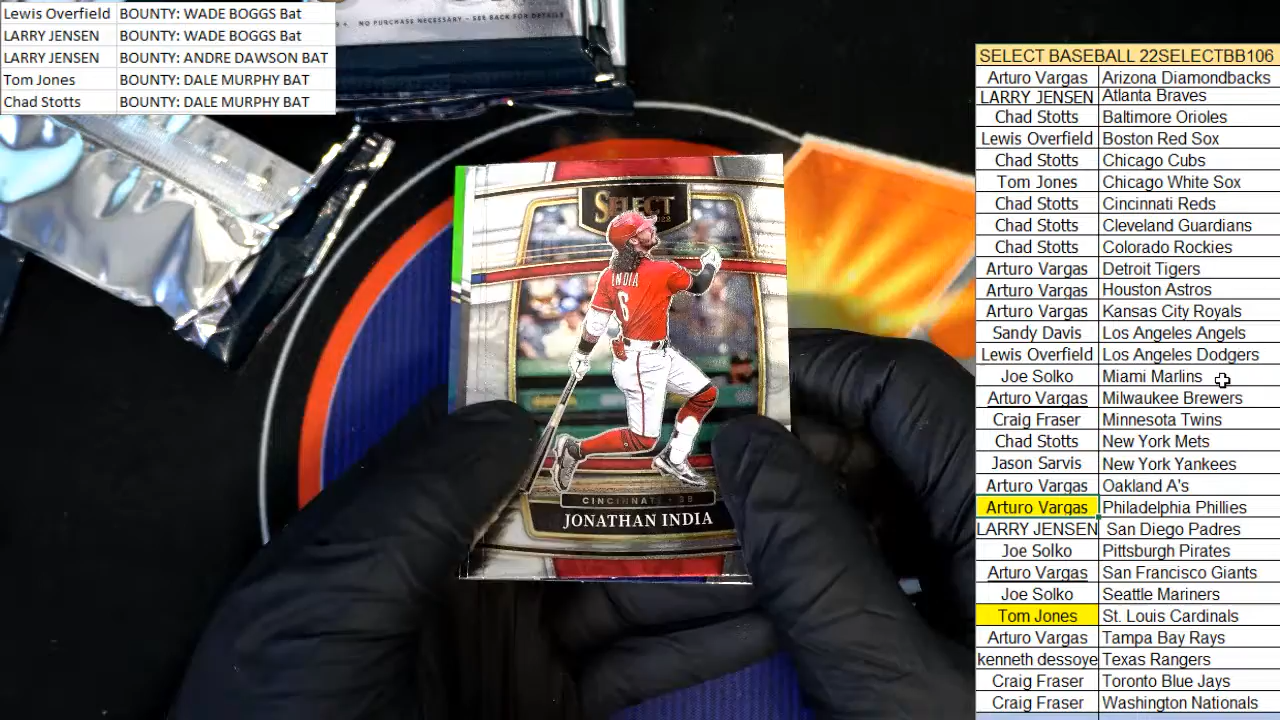 Lewis Overfield BOUNTY: WADE BOGGS Bat
LARRY JENSEN BOUNTY: WADE BOGGS Bat
LARRY JENSEN BOUNTY: ANDRE DAWSON BAT
Tom Jones BOUNTY: DALE MURPHY BAT
Chad Stotts BOUNTY: DALE MURPHY BAT
NO PURCHASE NECESSARY - SEE BACK FOR DETAILS
SELECT
INDIA
6
CINCINNATI • 3B
JONATHAN INDIA
SELECT BASEBALL 22SELECTBB106
Arturo Vargas Arizona Diamondbacks
LARRY JENSEN Atlanta Braves
Chad Stotts Baltimore Orioles
Lewis Overfield Boston Red Sox
Chad Stotts Chicago Cubs
Tom Jones Chicago White Sox
Chad Stotts Cincinnati Reds
Chad Stotts Cleveland Guardians
Chad Stotts Colorado Rockies
Arturo Vargas Detroit Tigers
Arturo Vargas Houston Astros
Arturo Vargas Kansas City Royals
Sandy Davis Los Angeles Angels
Lewis Overfield Los Angeles Dodgers
Joe Solko Miami Marlins
Arturo Vargas Milwaukee Brewers
Craig Fraser Minnesota Twins
Chad Stotts New York Mets
Jason Sarvis New York Yankees
Arturo Vargas Oakland A's
Arturo Vargas Philadelphia Phillies
LARRY JENSEN San Diego Padres
Joe Solko Pittsburgh Pirates
Arturo Vargas San Francisco Giants
Joe Solko Seattle Mariners
Tom Jones St. Louis Cardinals
Arturo Vargas Tampa Bay Rays
kenneth dessoye Texas Rangers
Craig Fraser Toronto Blue Jays
Craig Fraser Washington Nationals